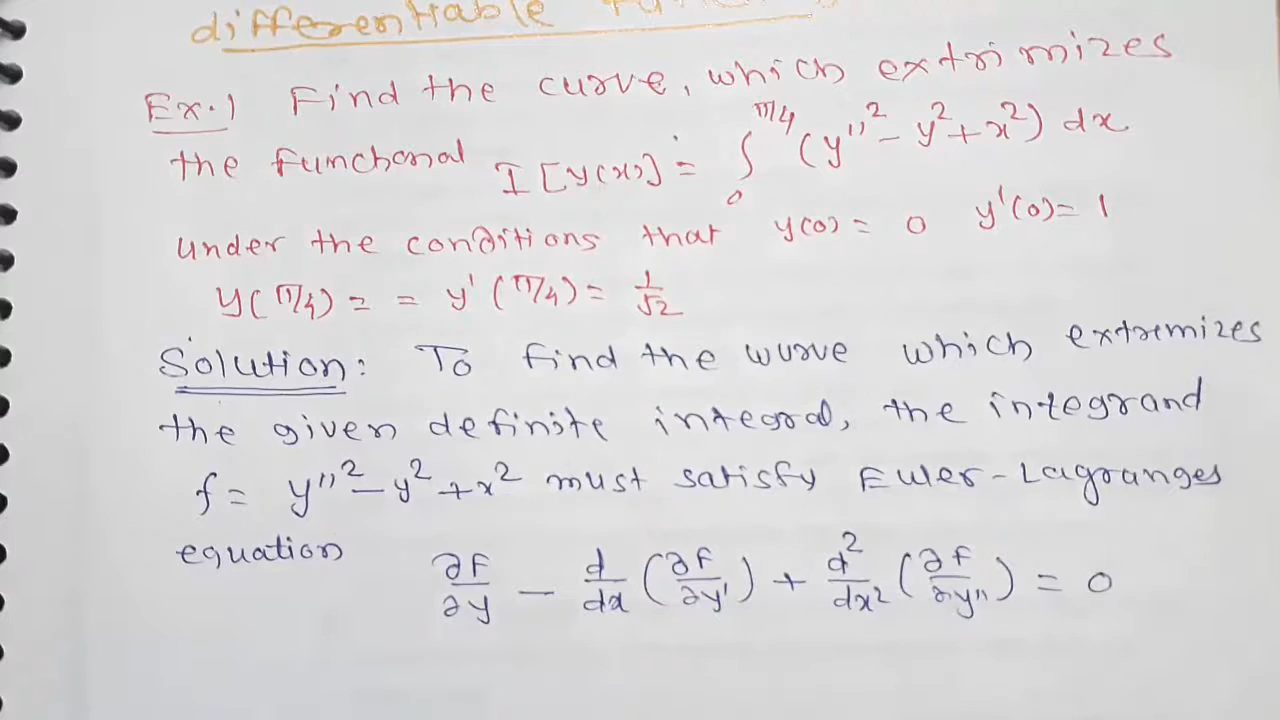 differentiable
Ex.1 Find the curve, which extrimizes
the functional I[y(x)] = ∫₀^π/4 (y''² - y² + x²) dx
under the conditions that y(0) = 0 y'(0) = 1
y(π/4) = = y'(π/4) = 1/√2
Solution: To find the wurve which extremizes
the given definite integral, the integrand
f = y''² - y² + x² must satisfy Euler-Lagranges
equation ∂F/∂y - d/dx (∂F/∂y') + d²/dx² (∂F/∂y'') = 0